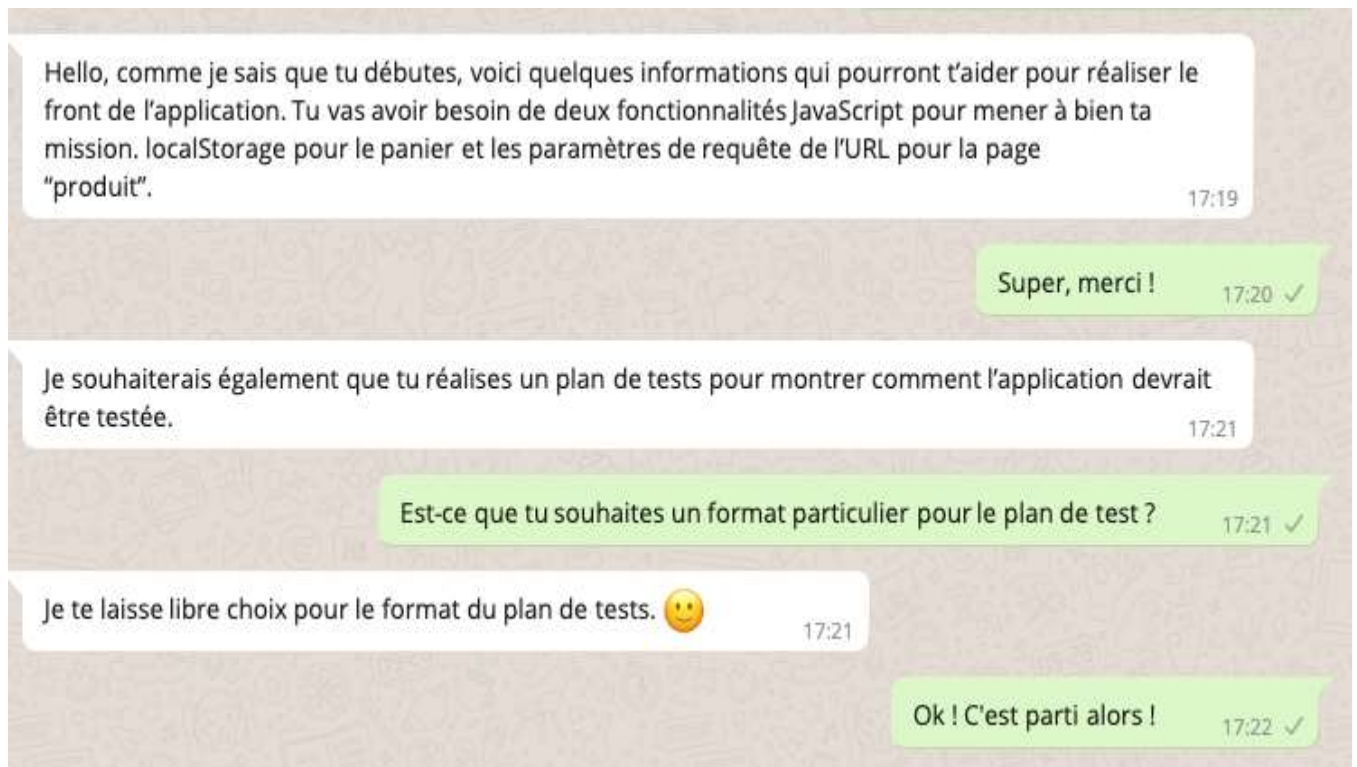 Hello, comme je sais que tu débutes, voici quelques informations qui pourront t’aider pour réaliser le
front de l’application. Tu vas avoir besoin de deux fonctionnalités JavaScript pour mener à bien ta
mission. localStorage pour le panier et les paramètres de requête de l’URL pour la page
“produit”.
17:19
Super, merci !
17:20
Je souhaiterais également que tu réalises un plan de tests pour montrer comment l’application devrait
être testée.
17:21
Est-ce que tu souhaites un format particulier pour le plan de test ?
17:21
Je te laisse libre choix pour le format du plan de tests. 🙂
17:21
Ok ! C'est parti alors !
17:22